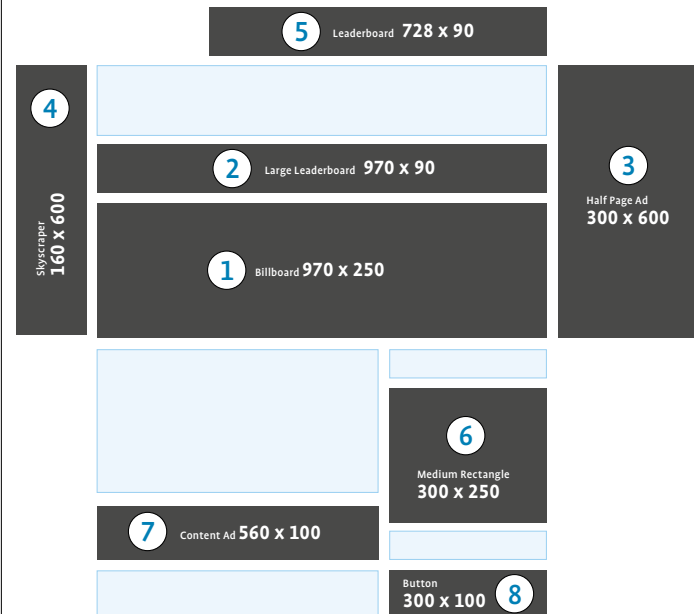 5 Leaderboard 728 x 90
4
Skyscraper
160 x 600
2 Large Leaderboard 970 x 90
3
Half Page Ad
300 x 600
1 Billboard 970 x 250
6
Medium Rectangle
300 x 250
7 Content Ad 560 x 100
Button
300 x 100 8